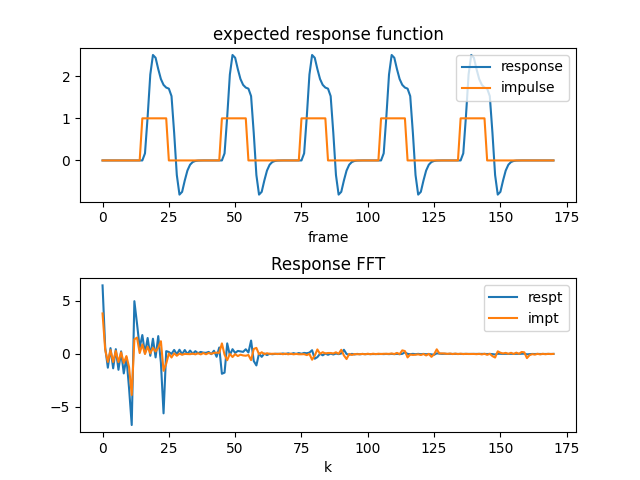 expected response function
response
impulse
2
1
0
0 25 50 75 100 125 150 175
frame
Response FFT
respt
impt
5
0
−5
0 25 50 75 100 125 150 175
k